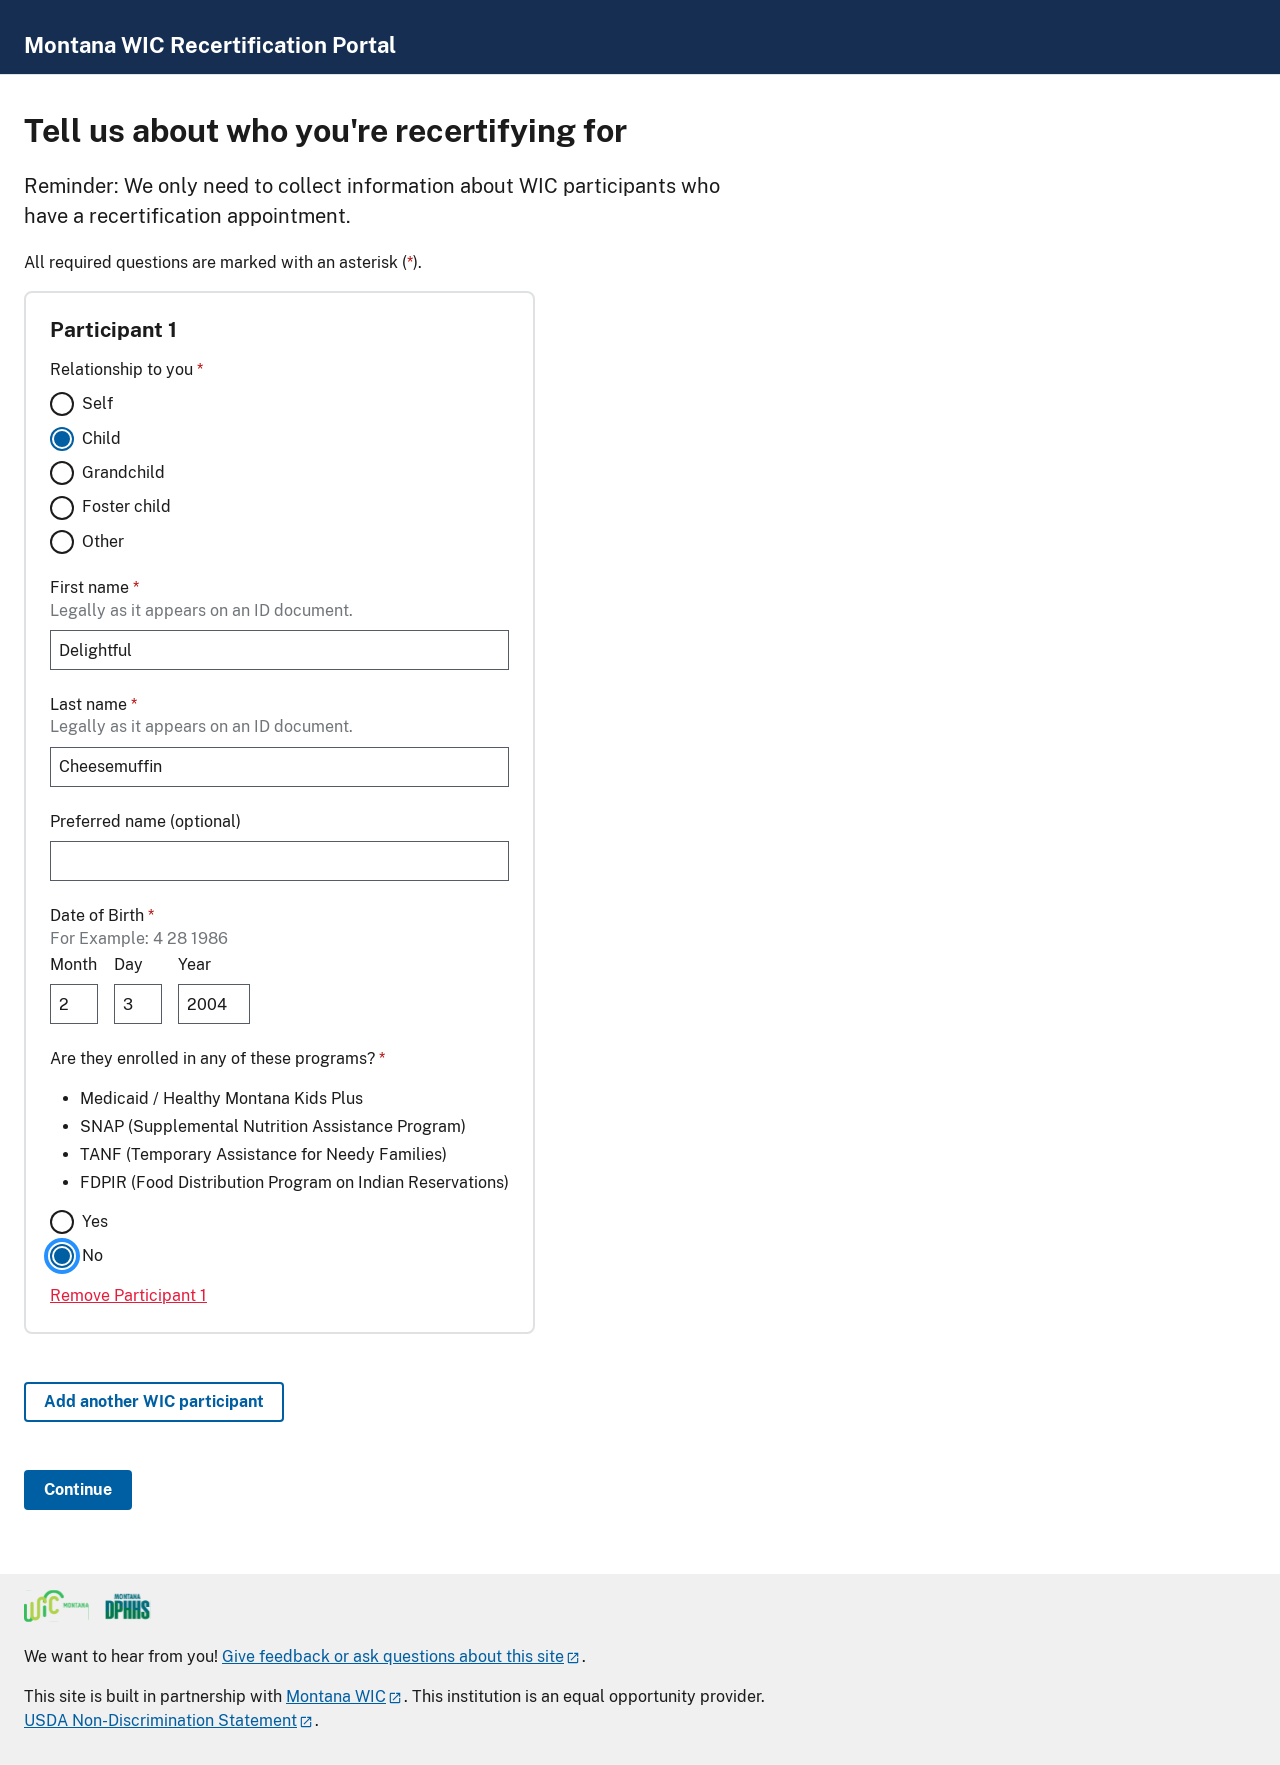 Montana WIC Recertification Portal
Tell us about who you're recertifying for
Reminder: We only need to collect information about WIC participants who
have a recertification appointment.
All required questions are marked with an asterisk (*).
Participant 1
Relationship to you *
Self
Child
Grandchild
Foster child
Other
First name *
Legally as it appears on an ID document.
Delightful
Last name *
Legally as it appears on an ID document.
Cheesemuffin
Preferred name (optional)
Date of Birth *
For Example: 4 28 1986
Month Day Year
2 3 2004
Are they enrolled in any of these programs? *
• Medicaid / Healthy Montana Kids Plus
• SNAP (Supplemental Nutrition Assistance Program)
• TANF (Temporary Assistance for Needy Families)
• FDPIR (Food Distribution Program on Indian Reservations)
Yes
No
Remove Participant 1
Add another WIC participant
Continue
WIC MONTANA MONTANA DPHHS
We want to hear from you! Give feedback or ask questions about this site.
This site is built in partnership with Montana WIC. This institution is an equal opportunity provider.
USDA Non-Discrimination Statement.